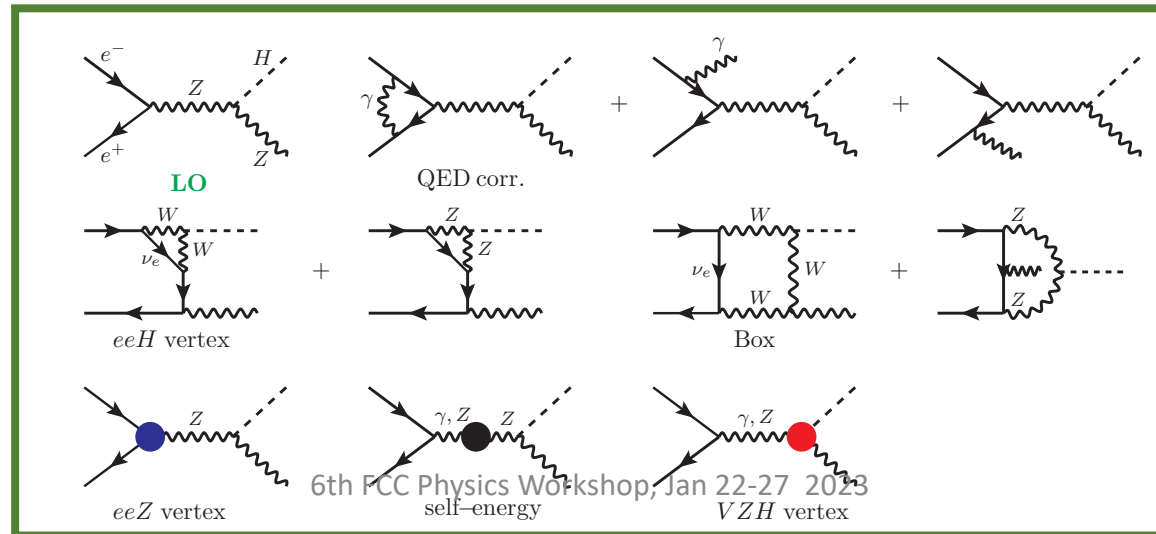 e⁻ Z H γ + γ +
e⁺ Z
LO QED corr.
W Z W Z
ν_e W + Z ν_e W +
W Z
eeH vertex Box
Z γ, Z Z γ, Z
6th FCC Physics Workshop, Jan 22-27 2023
eeZ vertex self–energy VZH vertex